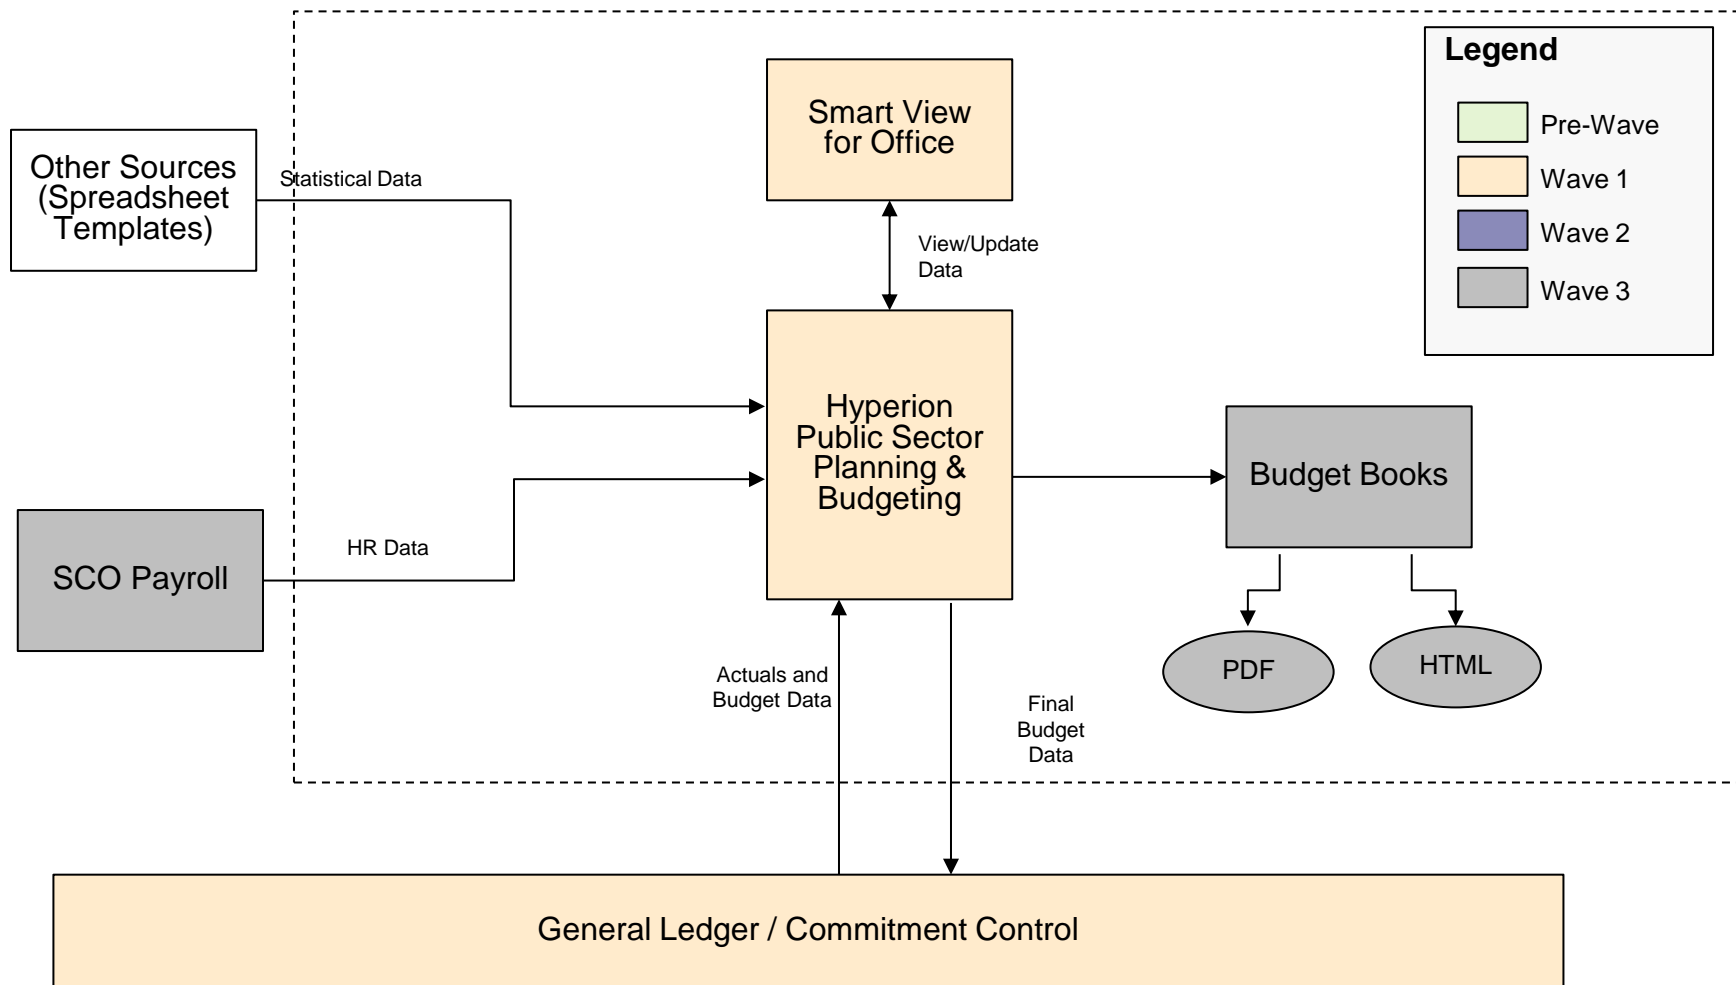 Legend
Pre-Wave
Wave 1
Wave 2
Wave 3
Smart View
for Office
Other Sources
(Spreadsheet
Templates)
Statistical Data
View/Update
Data
Hyperion
Public Sector
Planning &
Budgeting
Budget Books
HR Data
SCO Payroll
PDF
HTML
Actuals and
Budget Data
Final
Budget
Data
General Ledger / Commitment Control